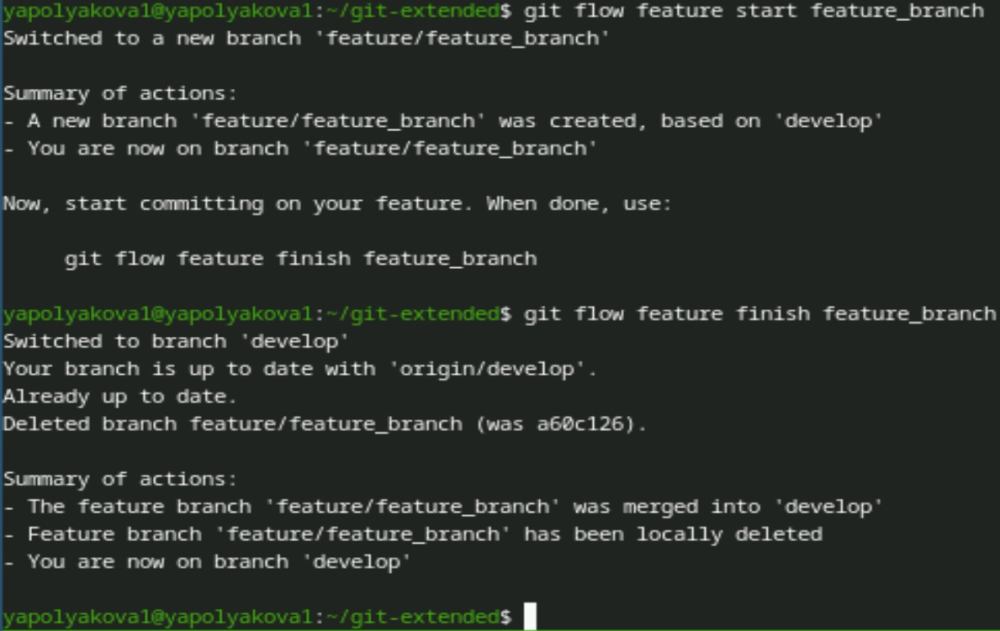 yapolyakova1@yapolyakova1:~/git-extended$ git flow feature start feature_branch
Switched to a new branch 'feature/feature_branch'

Summary of actions:
- A new branch 'feature/feature_branch' was created, based on 'develop'
- You are now on branch 'feature/feature_branch'

Now, start committing on your feature. When done, use:

     git flow feature finish feature_branch

yapolyakova1@yapolyakova1:~/git-extended$ git flow feature finish feature_branch
Switched to branch 'develop'
Your branch is up to date with 'origin/develop'.
Already up to date.
Deleted branch feature/feature_branch (was a60c126).

Summary of actions:
- The feature branch 'feature/feature_branch' was merged into 'develop'
- Feature branch 'feature/feature_branch' has been locally deleted
- You are now on branch 'develop'

yapolyakova1@yapolyakova1:~/git-extended$